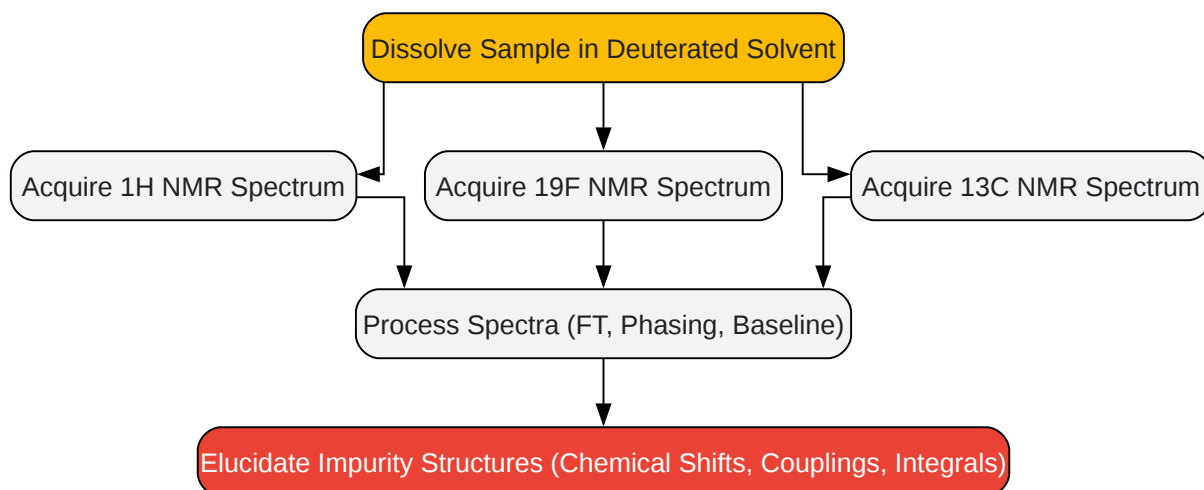 Dissolve Sample in Deuterated Solvent
Acquire 1H NMR Spectrum
Acquire 19F NMR Spectrum
Acquire 13C NMR Spectrum
Process Spectra (FT, Phasing, Baseline)
Elucidate Impurity Structures (Chemical Shifts, Couplings, Integrals)